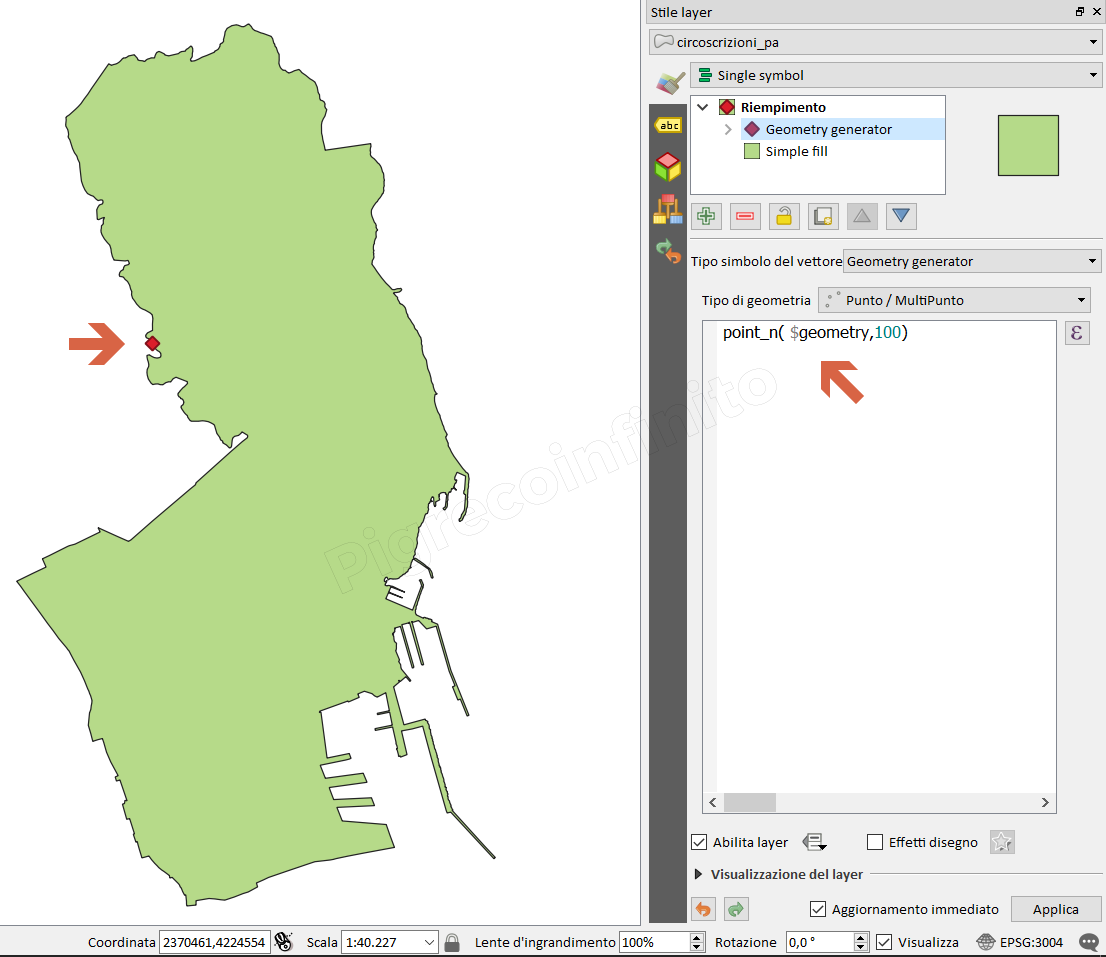 Stile layer
circoscrizioni_pa
Single symbol
abc
Riempimento
Geometry generator
Simple fill
Tipo simbolo del vettore Geometry generator
Tipo di geometria Punto / MultiPunto
point_n( $geometry,100)
ε
Pigrecoinfinito
Abilita layer Effetti disegno
Visualizzazione del layer
Aggiornamento immediato Applica
Coordinata 2370461,4224554 Scala 1:40.227 Lente d'ingrandimento 100% Rotazione 0,0 ° Visualizza EPSG:3004